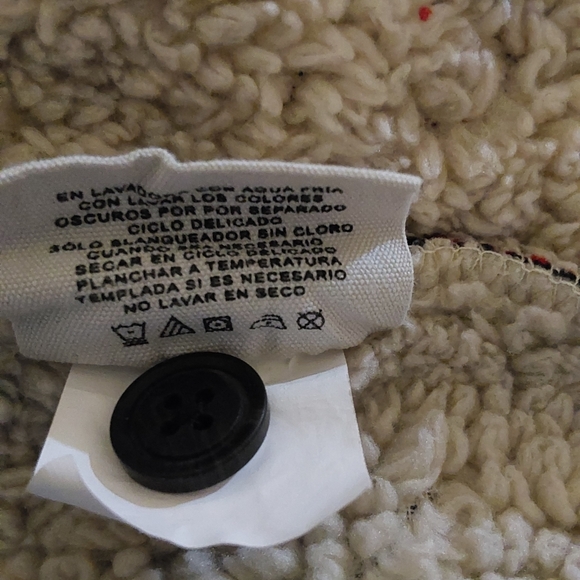 EN LAVADORA CON AGUA FRIA
CON LAVAR LOS COLORES
OSCUROS POR POR SEPARADO
CICLO DELICADO
SÓLO BLANQUEADOR SIN CLORO
CUANDO SEA NECESARIO
SECAR EN CICLO DELICADO
PLANCHAR A TEMPERATURA
TEMPLADA SI ES NECESARIO
NO LAVAR EN SECO